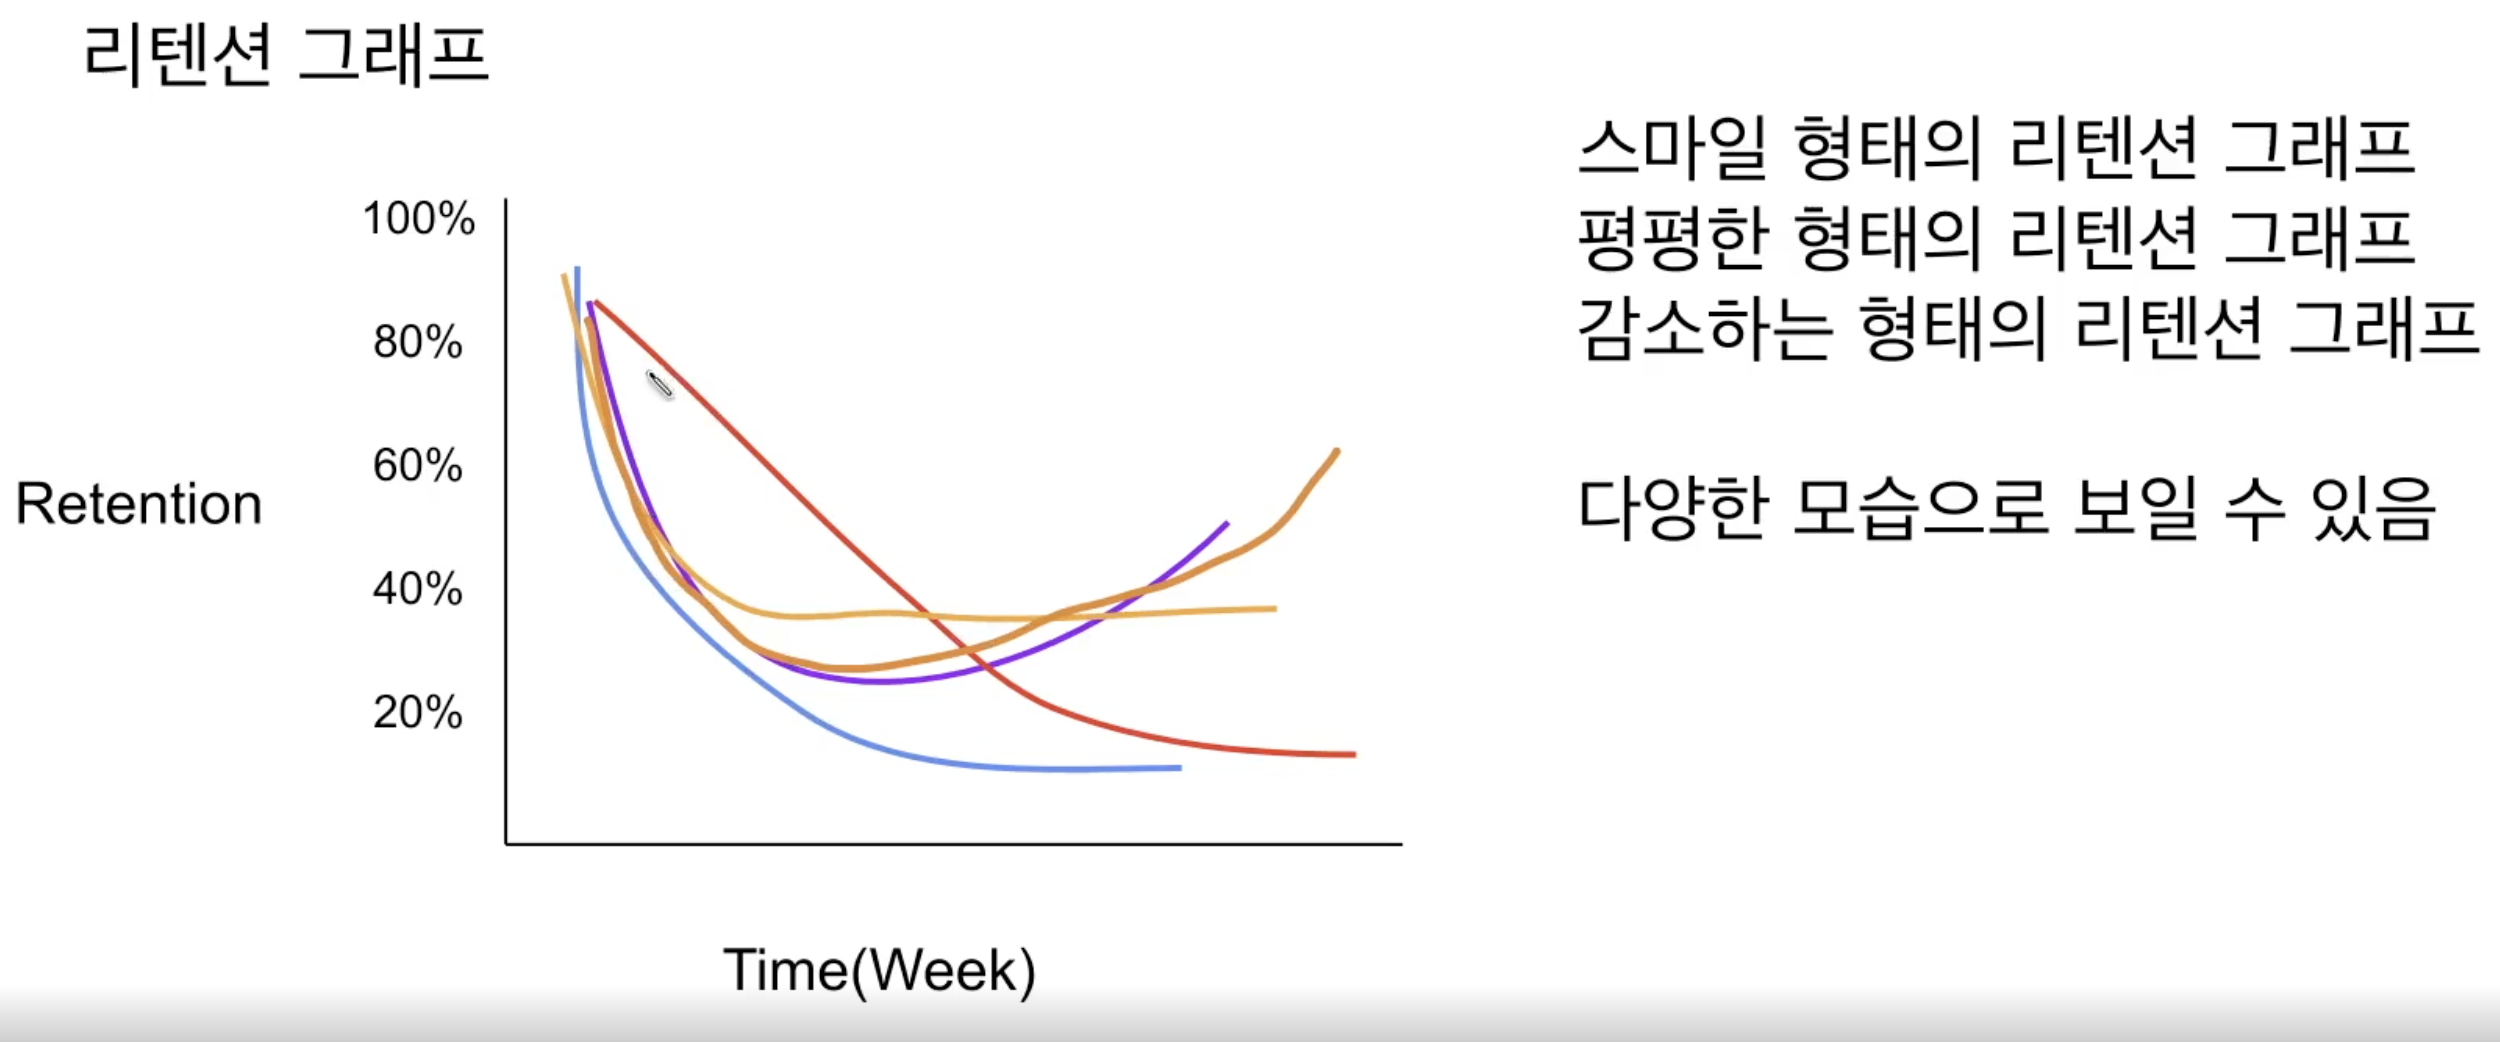 리텐션 그래프
스마일 형태의 리텐션 그래프
평평한 형태의 리텐션 그래프
감소하는 형태의 리텐션 그래프
다양한 모습으로 보일 수 있음
100%
80%
60%
Retention
40%
20%
Time(Week)